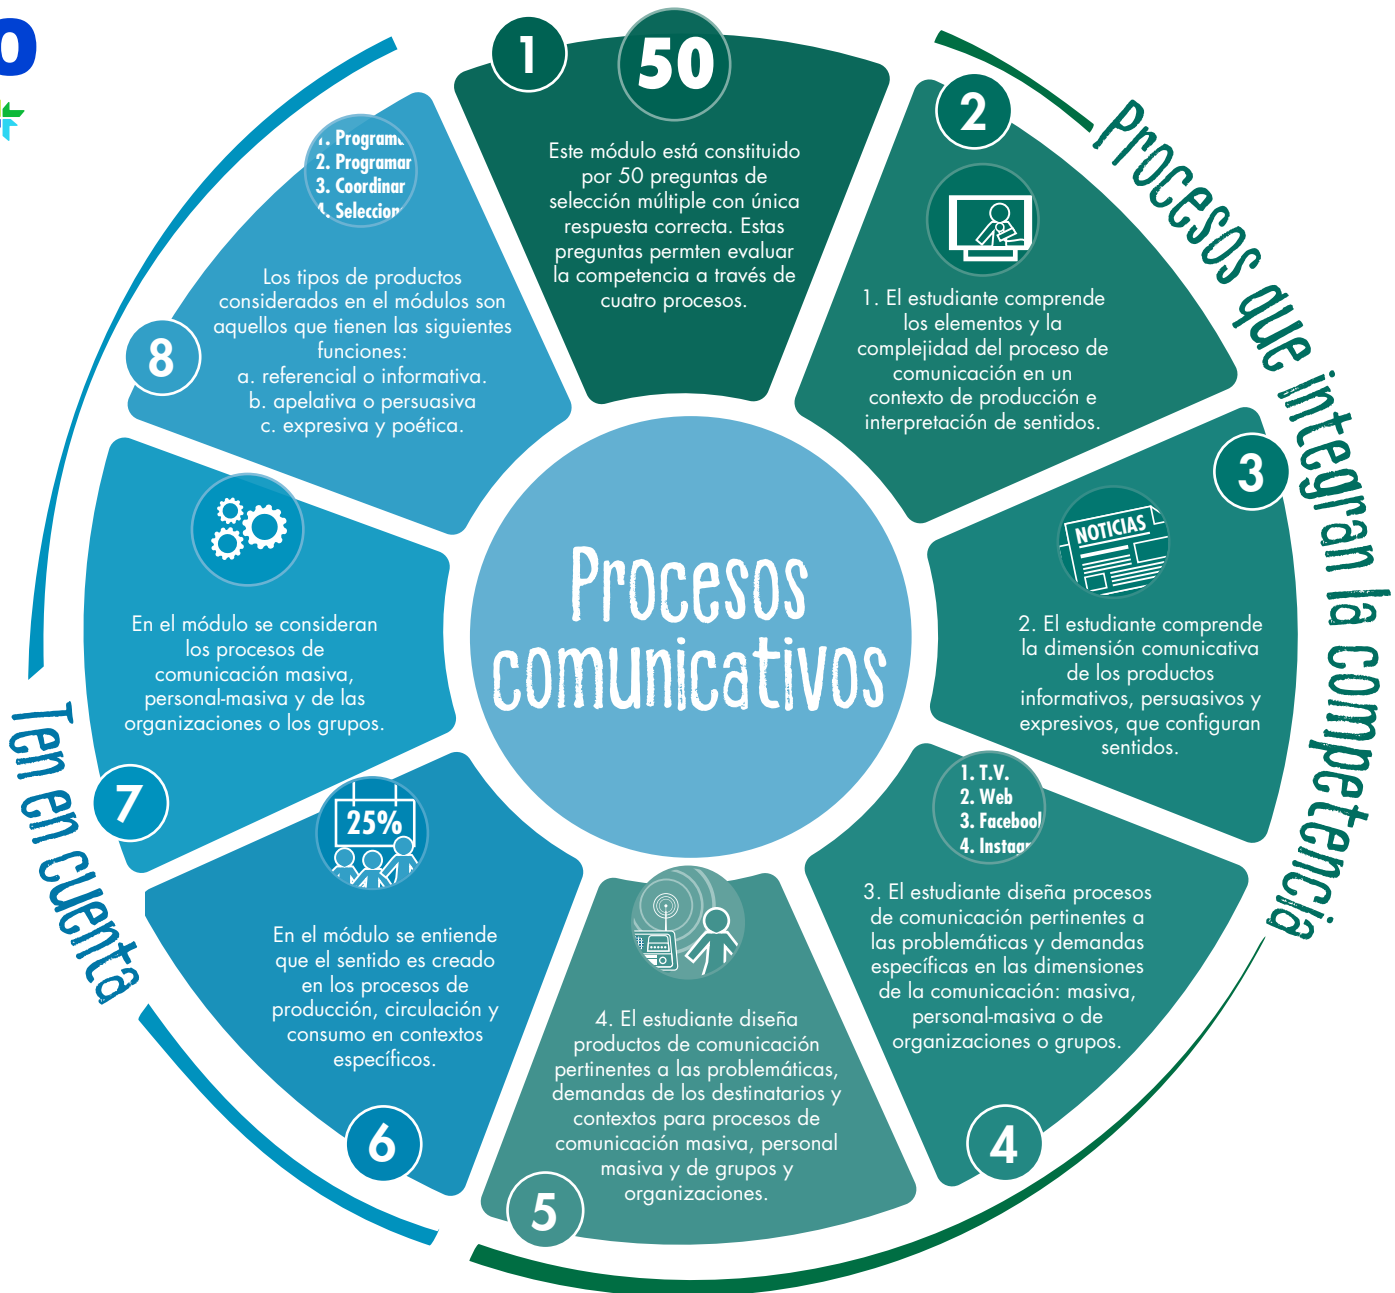 Procesos
comunicativos
1
50
Este módulo está constituido
por 50 preguntas de
selección múltiple con única
respuesta correcta. Estas
preguntas permten evaluar
la competencia a través de
cuatro procesos.
Procesos que integran la competencia
2
1. El estudiante comprende
los elementos y la
complejidad del proceso de
comunicación en un
contexto de producción e
interpretación de sentidos.
3
NOTICIAS
2. El estudiante comprende
la dimensión comunicativa
de los productos
informativos, persuasivos y
expresivos, que configuran
sentidos.
4
1. T.V.
2. Web
3. Facebool
4. Instagr
3. El estudiante diseña procesos
de comunicación pertinentes a
las problemáticas y demandas
específicas en las dimensiones
de la comunicación: masiva,
personal-masiva o de
organizaciones o grupos.
5
4. El estudiante diseña
productos de comunicación
pertinentes a las problemáticas,
demandas de los destinatarios y
contextos para procesos de
comunicación masiva, personal
masiva y de grupos y
organizaciones.
Ten en cuenta
6
25%
En el módulo se entiende
que el sentido es creado
en los procesos de
producción, circulación y
consumo en contextos
específicos.
7
En el módulo se consideran
los procesos de
comunicación masiva,
personal-masiva y de las
organizaciones o los grupos.
8
1. Program
2. Programar
3. Coordinar
4. Seleccion
Los tipos de productos
considerados en el módulos son
aquellos que tienen las siguientes
funciones:
a. referencial o informativa.
b. apelativa o persuasiva
c. expresiva y poética.